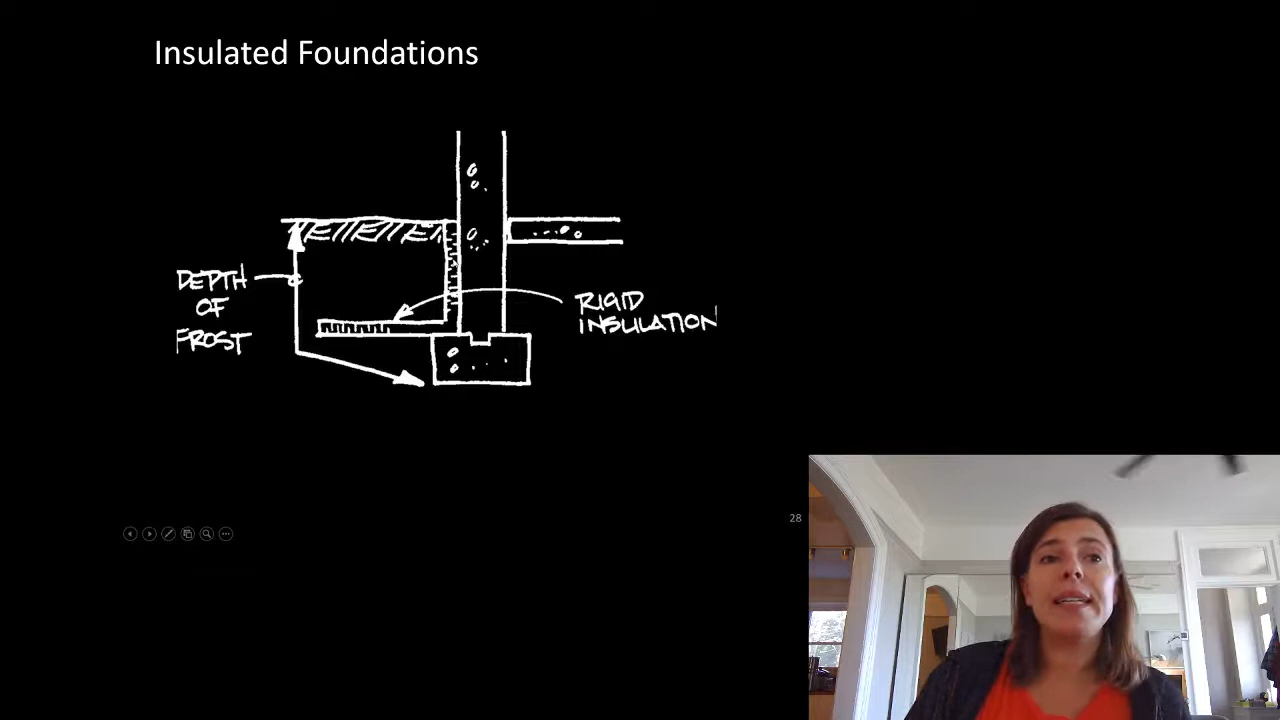 Insulated Foundations
DEPTH
OF
FROST
RIGID
INSULATION
28